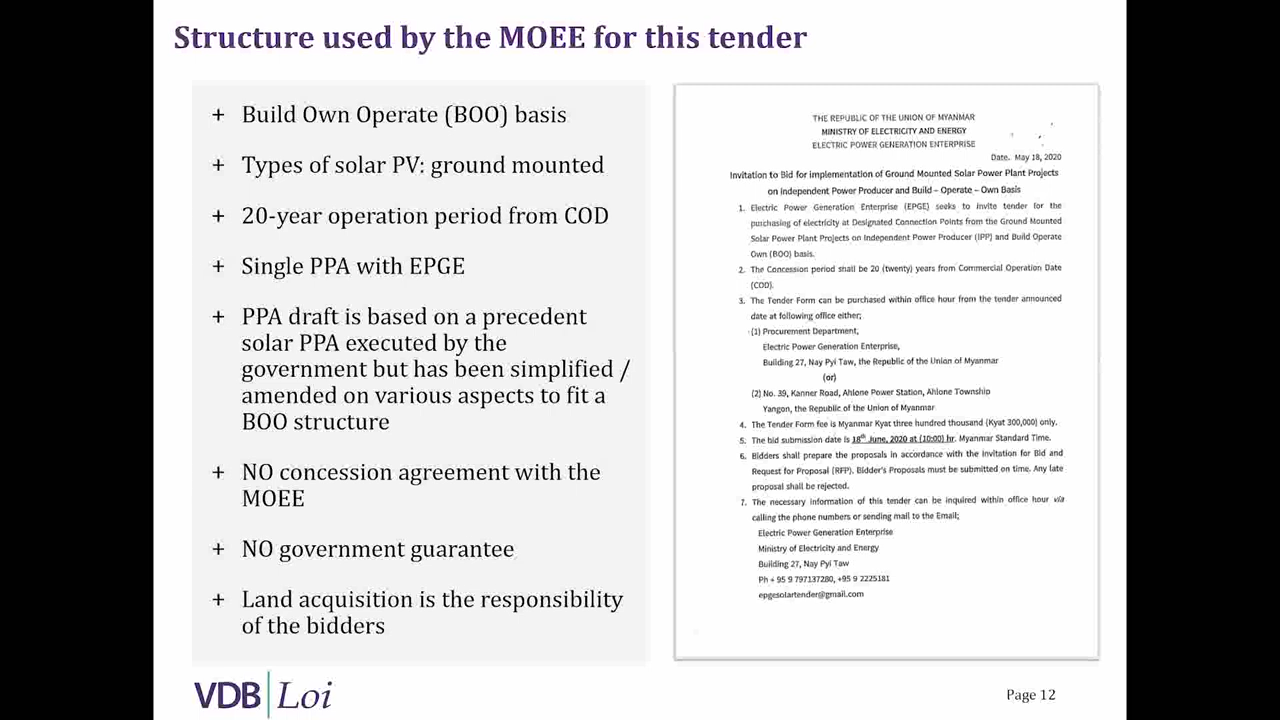 Structure used by the MOEE for this tender
+ Build Own Operate (BOO) basis
+ Types of solar PV: ground mounted
+ 20-year operation period from COD
+ Single PPA with EPGE
+ PPA draft is based on a precedent
solar PPA executed by the
government but has been simplified /
amended on various aspects to fit a
BOO structure
+ NO concession agreement with the
MOEE
+ NO government guarantee
+ Land acquisition is the responsibility
of the bidders
THE REPUBLIC OF THE UNION OF MYANMAR
MINISTRY OF ELECTRICITY AND ENERGY
ELECTRIC POWER GENERATION ENTERPRISE
Date. May 18, 2020
Invitation to Bid for implementation of Ground Mounted Solar Power Plant Projects
on Independent Power Producer and Build – Operate – Own Basis
1. Electric Power Generation Enterprise (EPGE) seeks to invite tender for the
purchasing of electricity at Designated Connection Points from the Ground Mounted
Solar Power Plant Projects on Independent Power Producer (IPP) and Build Operate
Own (BOO) basis.
2. The Concession period shall be 20 (twenty) years from Commercial Operation Date
(COD).
3. The Tender Form can be purchased within office hour from the tender announced
date at following office either;
(1) Procurement Department,
Electric Power Generation Enterprise,
Building 27, Nay Pyi Taw, the Republic of the Union of Myanmar
(or)
(2) No. 39, Kanner Road, Ahlone Power Station, Ahlone Township
Yangon, the Republic of the Union of Myanmar
4. The Tender Form fee is Myanmar Kyat three hundred thousand (Kyat 300,000) only.
5. The bid submission date is 18th June, 2020 at (10:00) hr. Myanmar Standard Time.
6. Bidders shall prepare the proposals in accordance with the Invitation for Bid and
Request for Proposal (RFP). Bidder's Proposals must be submitted on time. Any late
proposal shall be rejected.
7. The necessary information of this tender can be inquired within office hour via
calling the phone numbers or sending mail to the Email;
Electric Power Generation Enterprise
Ministry of Electricity and Energy
Building 27, Nay Pyi Taw
Ph + 95 9 797137280, +95 9 2225181
epgesolartender@gmail.com
VDB Loi
Page 12